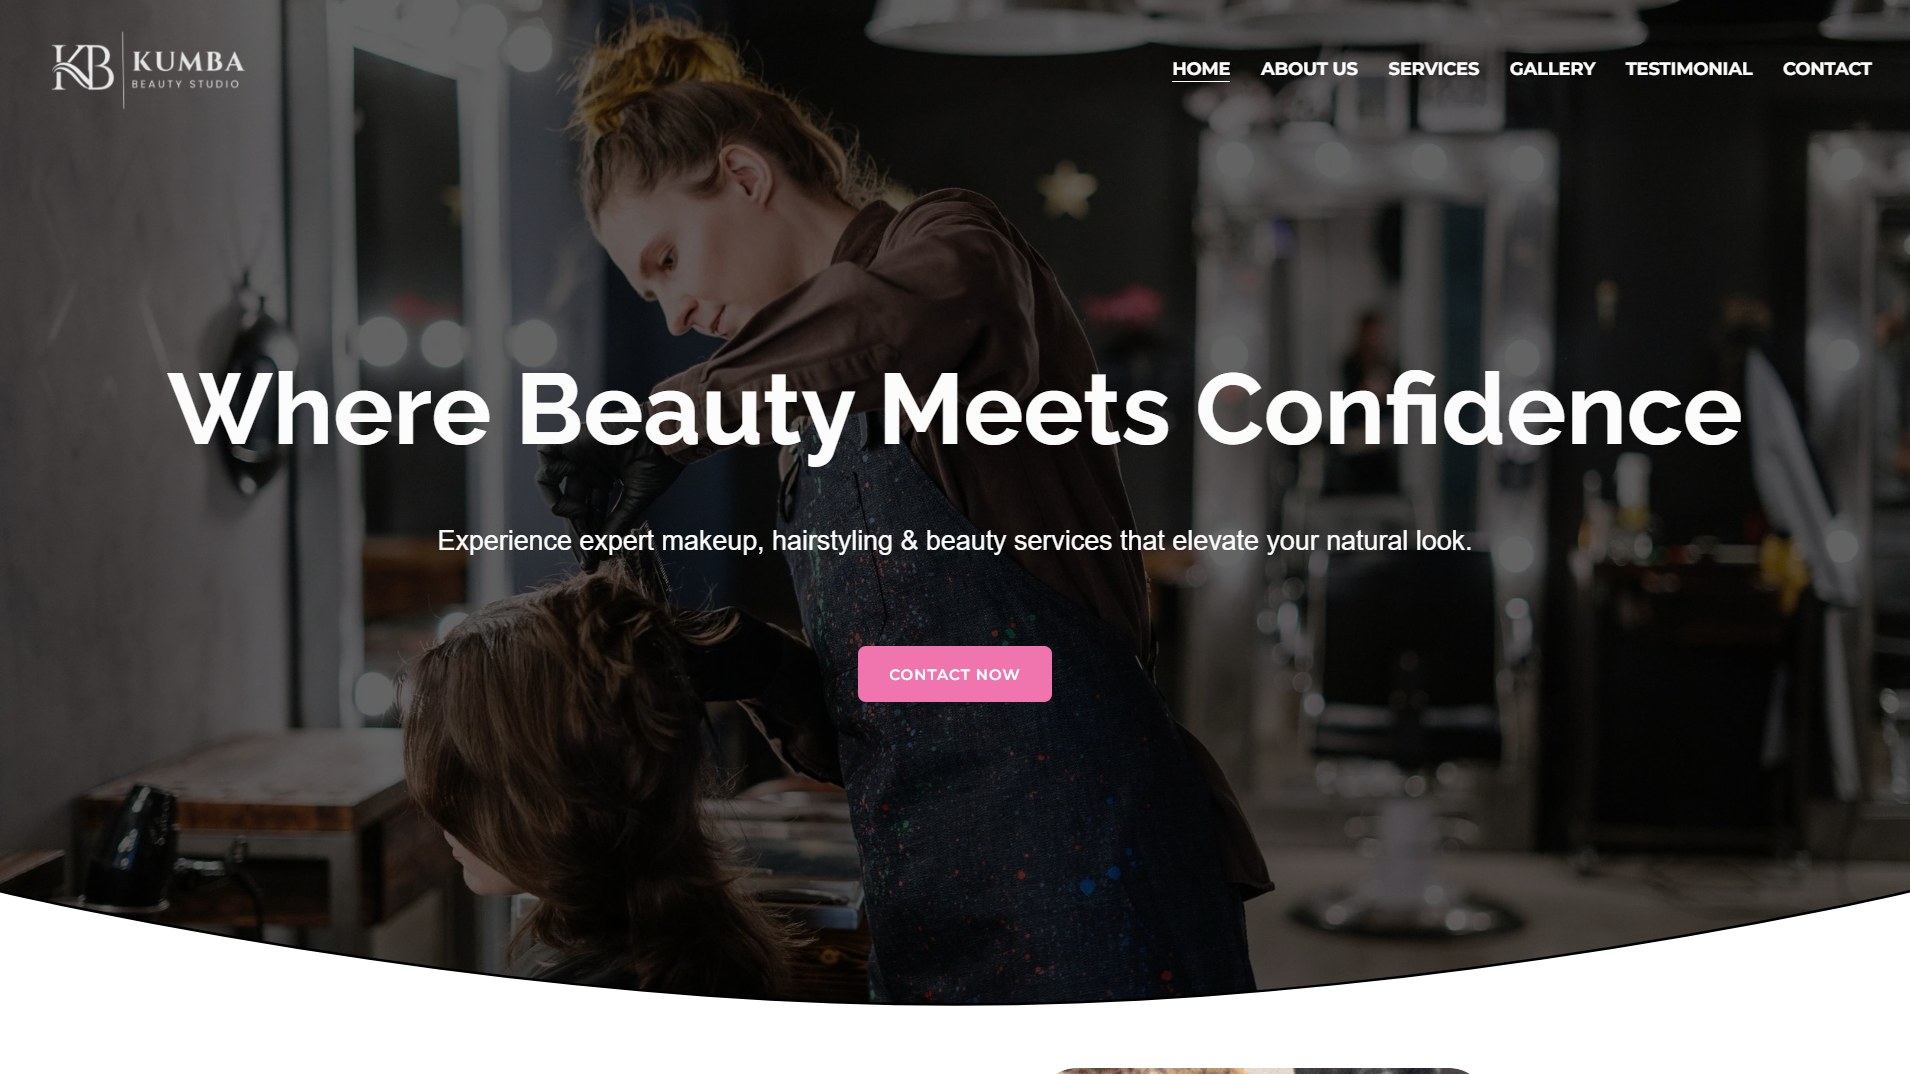 KB
KUMBA
BEAUTY STUDIO
HOME
ABOUT US
SERVICES
GALLERY
TESTIMONIAL
CONTACT
Where Beauty Meets Confidence
Experience expert makeup, hairstyling & beauty services that elevate your natural look.
CONTACT NOW